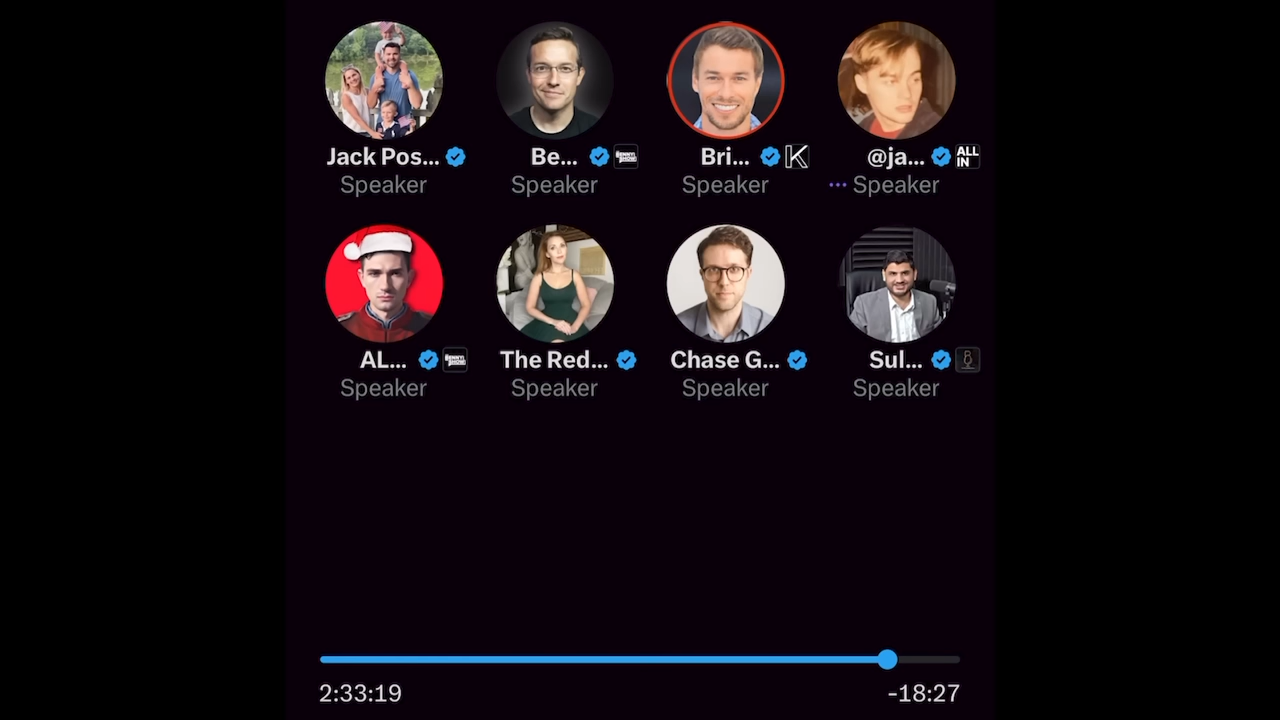 Jack Pos... Be... Bri... K @ja... ALL IN
Speaker Speaker Speaker ... Speaker
AL... The Red... Chase G... Sul...
Speaker Speaker Speaker Speaker
2:33:19 -18:27